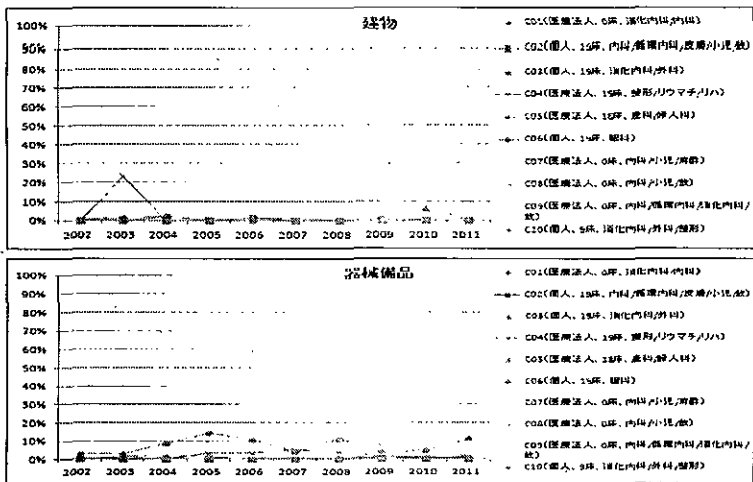 建物
100%
90%
80%
70%
60%
50%
40%
30%
20%
10%
0%
2002 2003 2004 2005 2006 2007 2008 2009 2010 2011
C01(医療法人、0床、消化内科/内科)
C02(個人、19床、内科/循環内科/皮膚/小児/放)
C03(個人、19床、消化内科/外科)
C04(医療法人、19床、整形/リウマチ/リハ)
C05(医療法人、18床、産科/婦人科)
C06(個人、19床、眼科)
C07(医療法人、0床、内科/小児/胃腸)
C08(医療法人、0床、内科/小児/放)
C09(医療法人、0床、内科/循環内科/消化内科/
放)
C10(個人、9床、消化内科/外科/整形)
器械備品
100%
90%
80%
70%
60%
50%
40%
30%
20%
10%
0%
2002 2003 2004 2005 2006 2007 2008 2009 2010 2011
C01(医療法人、0床、消化内科/内科)
C02(個人、19床、内科/循環内科/皮膚/小児/放)
C03(個人、19床、消化内科/外科)
C04(医療法人、19床、整形/リウマチ/リハ)
C05(医療法人、18床、産科/婦人科)
C06(個人、19床、眼科)
C07(医療法人、0床、内科/小児/胃腸)
C08(医療法人、0床、内科/小児/放)
C09(医療法人、0床、内科/循環内科/消化内科/
放)
C10(個人、9床、消化内科/外科/整形)